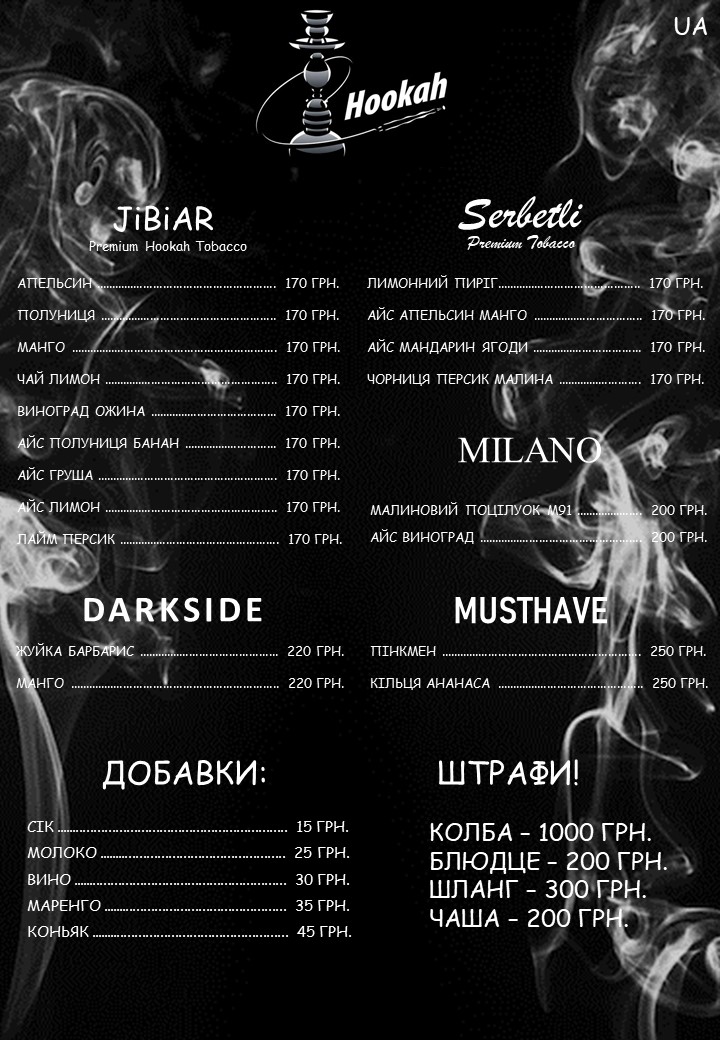 UA
Hookah
JiBiAR
Premium Hookah Tobacco
АПЕЛЬСИН ........ 170 ГРН.
ПОЛУНИЦЯ ........ 170 ГРН.
МАНГО ........ 170 ГРН.
ЧАЙ ЛИМОН ........ 170 ГРН.
ВИНОГРАД ОЖИНА ........ 170 ГРН.
АЙС ПОЛУНИЦЯ БАНАН ........ 170 ГРН.
АЙС ГРУША ........ 170 ГРН.
АЙС ЛИМОН ........ 170 ГРН.
ЛАЙМ ПЕРСИК ........ 170 ГРН.
Serbetli
Premium Tobacco
ЛИМОННИЙ ПИРІГ........ 170 ГРН.
АЙС АПЕЛЬСИН МАНГО ........ 170 ГРН.
АЙС МАНДАРИН ЯГОДИ ........ 170 ГРН.
ЧОРНИЦЯ ПЕРСИК МАЛИНА ........ 170 ГРН.
MILANO
МАЛИНОВИЙ ПОЦІЛУОК М91 ........ 200 ГРН.
АЙС ВИНОГРАД ........ 200 ГРН.
DARKSIDE
ЖУЙКА БАРБАРИС ........ 220 ГРН.
МАНГО ........ 220 ГРН.
MUSTHAVE
ПІНКМЕН ........ 250 ГРН.
КІЛЬЦЯ АНАНАСА ........ 250 ГРН.
ДОБАВКИ:
СІК ........ 15 ГРН.
МОЛОКО ........ 25 ГРН.
ВИНО ........ 30 ГРН.
МАРЕНГО ........ 35 ГРН.
КОНЬЯК ........ 45 ГРН.
ШТРАФИ!
КОЛБА – 1000 ГРН.
БЛЮДЦЕ – 200 ГРН.
ШЛАНГ – 300 ГРН.
ЧАША – 200 ГРН.